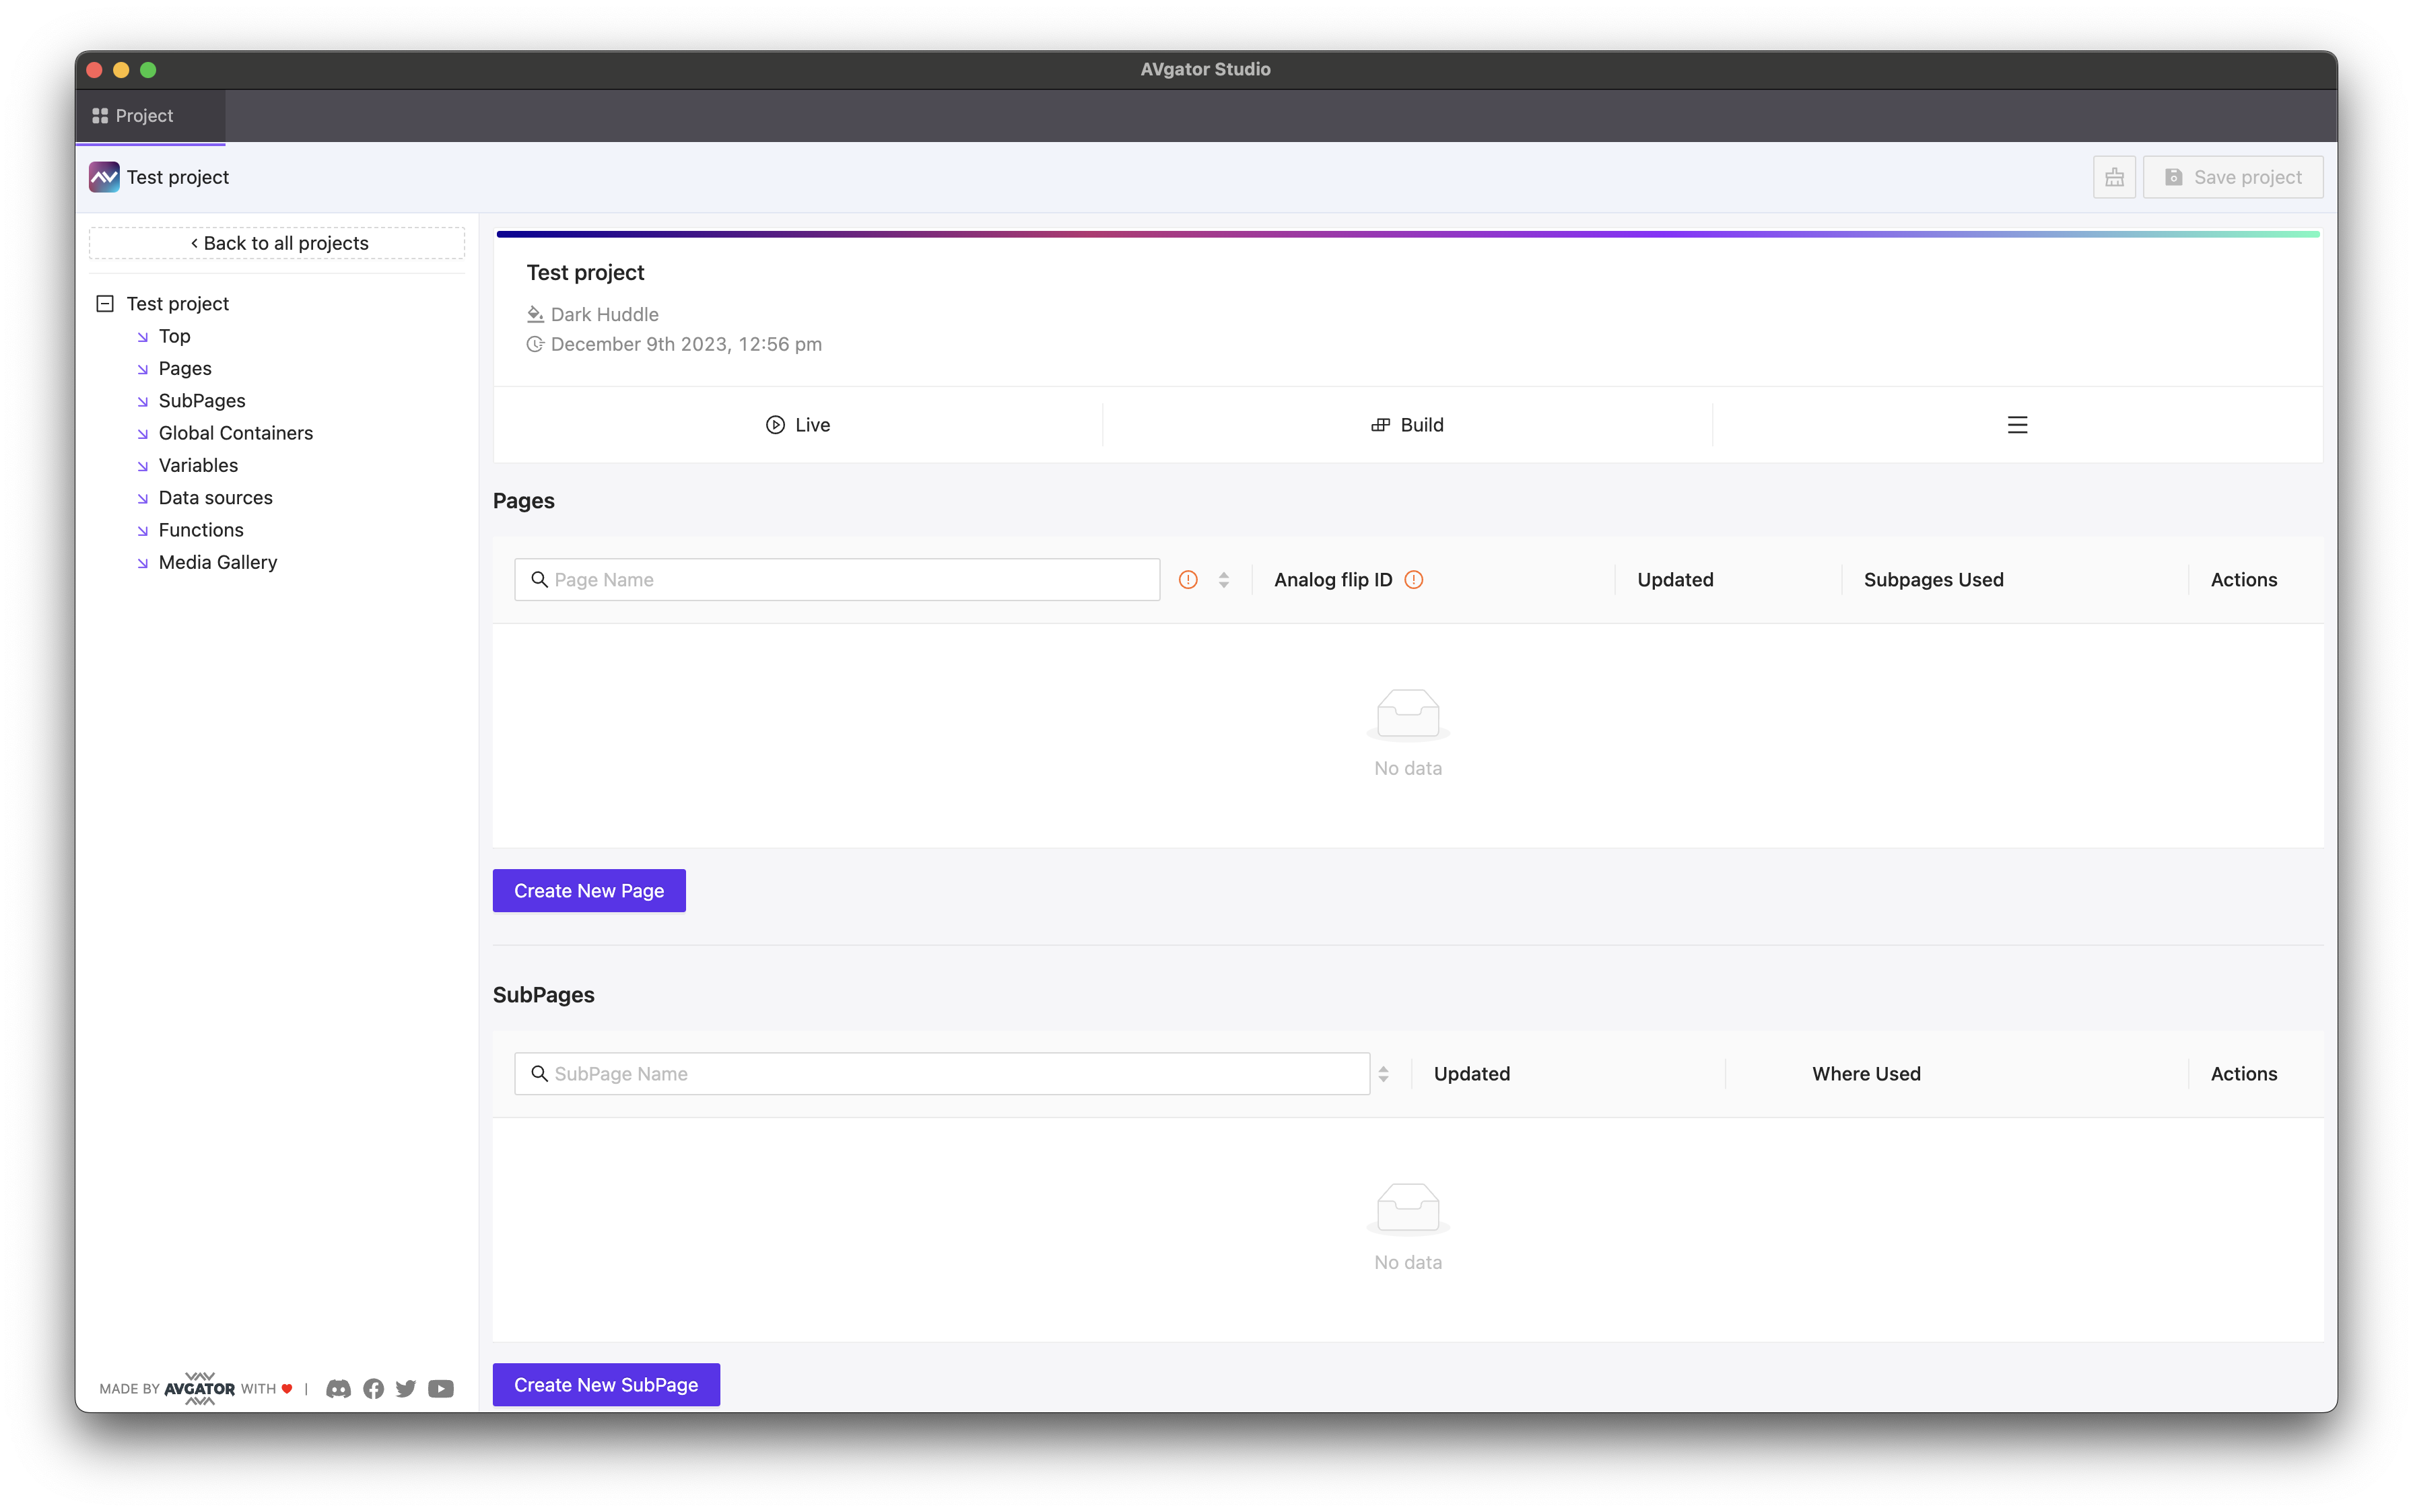 AVgator Studio
Project
Test project
Save project
Back to all projects
Test project
Top
Pages
SubPages
Global Containers
Variables
Data sources
Functions
Media Gallery
MADE BY AVGATOR WITH |
Test project
Dark Huddle
December 9th 2023, 12:56 pm
Live Build
Pages
Page Name Analog flip ID Updated Subpages Used Actions
No data
Create New Page
SubPages
SubPage Name Updated Where Used Actions
No data
Create New SubPage